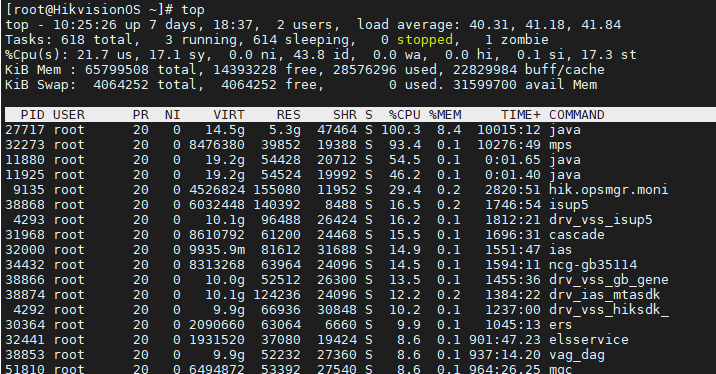 [root@HikvisionOS ~]# top
top - 10:25:26 up 7 days, 18:37,  2 users,  load average: 40.31, 41.18, 41.84
Tasks: 618 total,   3 running, 614 sleeping,   0 stopped,   1 zombie
%Cpu(s): 21.7 us, 17.1 sy,  0.0 ni, 43.8 id,  0.0 wa,  0.0 hi,  0.1 si, 17.3 st
KiB Mem : 65799508 total, 14393228 free, 28576296 used, 22829984 buff/cache
KiB Swap:  4064252 total,  4064252 free,        0 used. 31599700 avail Mem
PID USER      PR  NI    VIRT    RES    SHR S  %CPU %MEM     TIME+ COMMAND
27717 root      20   0   14.5g   5.3g  47464 S 100.3  8.4  10015:12 java
32273 root      20   0 8476380  39852  19388 S  93.4  0.1  10276:49 mps
11880 root      20   0   19.2g  54428  20712 S  54.5  0.1   0:01.65 java
11925 root      20   0   19.2g  54524  19992 S  46.2  0.1   0:01.40 java
9135 root      20   0 4526824 155080  11952 S  29.4  0.2   2820:51 hik.opsmgr.moni
38868 root      20   0 6032448 140392   8488 S  16.5  0.2   1746:54 isup5
4293 root      20   0   10.1g  96488  26424 S  16.2  0.1   1812:21 drv_vss_isup5
31968 root      20   0 8610792  61200  24468 S  15.5  0.1   1696:31 cascade
32000 root      20   0 9935.9m  81612  31688 S  14.9  0.1   1551:47 ias
34432 root      20   0 8313268  63964  24096 S  14.5  0.1   1594:11 ncg-gb35114
38866 root      20   0   10.0g  52512  26300 S  13.5  0.1   1455:36 drv_vss_gb_gene
38874 root      20   0   10.1g 124236  24096 S  12.2  0.2   1384:22 drv_ias_mtasdk
4292 root      20   0    9.9g  66936  30848 S  10.2  0.1   1237:00 drv_vss_hiksdk_
30364 root      20   0 2090660  63064   6660 S   9.9  0.1   1045:13 ers
32441 root      20   0 1931520  37080  19424 S   8.6  0.1 901:47.23 elsservice
38853 root      20   0    9.9g  52232  27360 S   8.6  0.1 937:14.20 vag_dag
51810 root      20   0 6494872  53392  27540 S   8.6  0.1 964:26.25 mgc